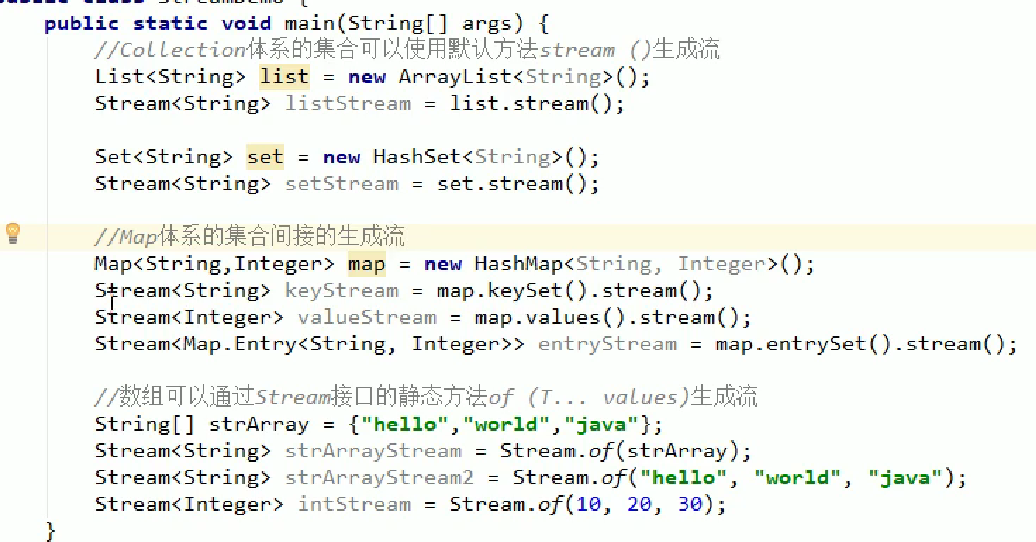 public class StreamDemo {
public static void main(String[] args) {
//Collection体系的集合可以使用默认方法stream ()生成流
List<String> list = new ArrayList<String>();
Stream<String> listStream = list.stream();
Set<String> set = new HashSet<String>();
Stream<String> setStream = set.stream();
//Map体系的集合间接的生成流
Map<String,Integer> map = new HashMap<String, Integer>();
Stream<String> keyStream = map.keySet().stream();
Stream<Integer> valueStream = map.values().stream();
Stream<Map.Entry<String, Integer>> entryStream = map.entrySet().stream();
//数组可以通过Stream接口的静态方法of (T... values)生成流
String[] strArray = {"hello","world","java"};
Stream<String> strArrayStream = Stream.of(strArray);
Stream<String> strArrayStream2 = Stream.of("hello", "world", "java");
Stream<Integer> intStream = Stream.of(10, 20, 30);
}